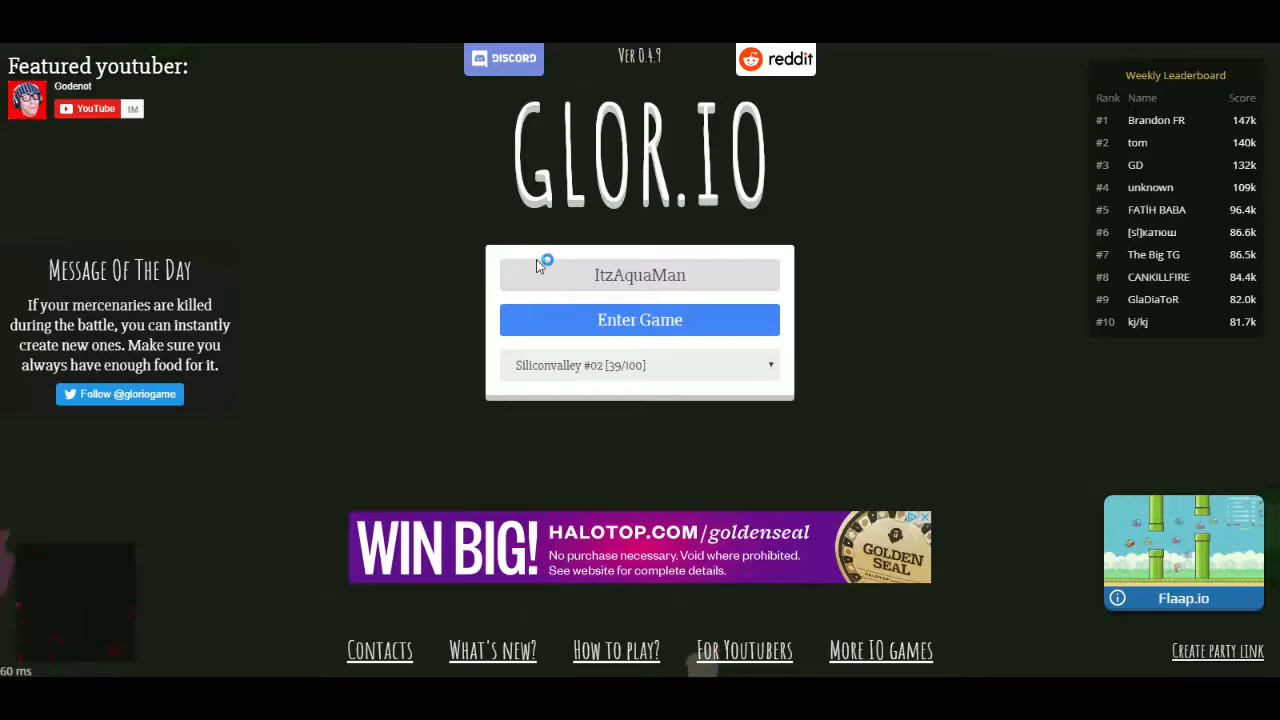 Featured youtuber:
Godenot
YouTube 1M
DISCORD
Ver 0.4.9
reddit
GLOR.IO
ItzAquaMan
Enter Game
Siliconvalley #02 [39/100]
Message Of The Day
If your mercenaries are killed
during the battle, you can instantly
create new ones. Make sure you
always have enough food for it.
Follow @gloriogame
Weekly Leaderboard
Rank Name Score
#1 Brandon FR 147k
#2 tom 140k
#3 GD 132k
#4 unknown 109k
#5 FATİH BABA 96.4k
#6 [sl]катюш 86.6k
#7 The Big TG 86.5k
#8 CANKILLFIRE 84.4k
#9 GlaDiaToR 82.0k
#10 kj/kj 81.7k
WIN BIG!
HALOTOP.COM/goldenseal
No purchase necessary. Void where prohibited.
See website for complete details.
GOLDEN
SEAL
Flaap.io
Contacts
What's new?
How to play?
For Youtubers
More IO games
Create party link
60 ms